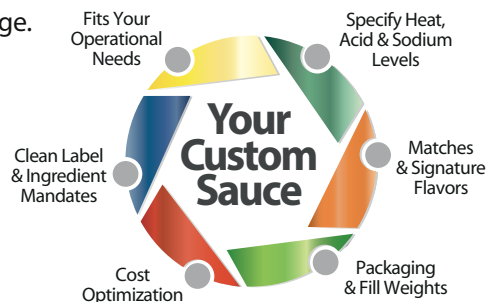 ge.
Fits Your
Operational
Needs
Specify Heat,
Acid & Sodium
Levels
Your
Custom
Sauce
Clean Label
& Ingredient
Mandates
Matches
& Signature
Flavors
Cost
Optimization
Packaging
& Fill Weights